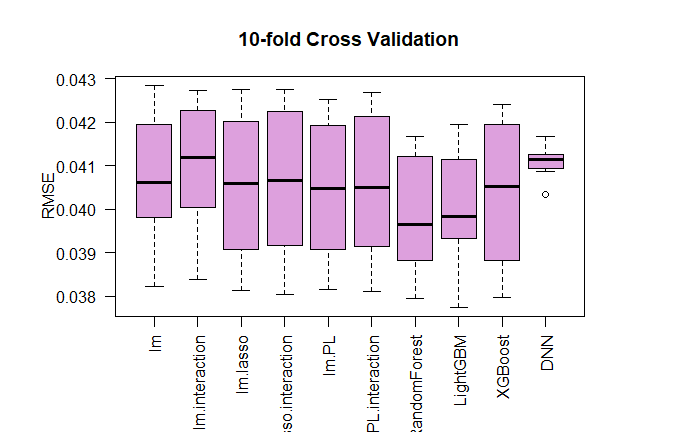 10-fold Cross Validation
RMSE
0.043
0.042
0.041
0.040
0.039
0.038
lm
lm.interaction
lm.lasso
sso.interaction
lm.PL
PL.interaction
RandomForest
LightGBM
XGBoost
DNN